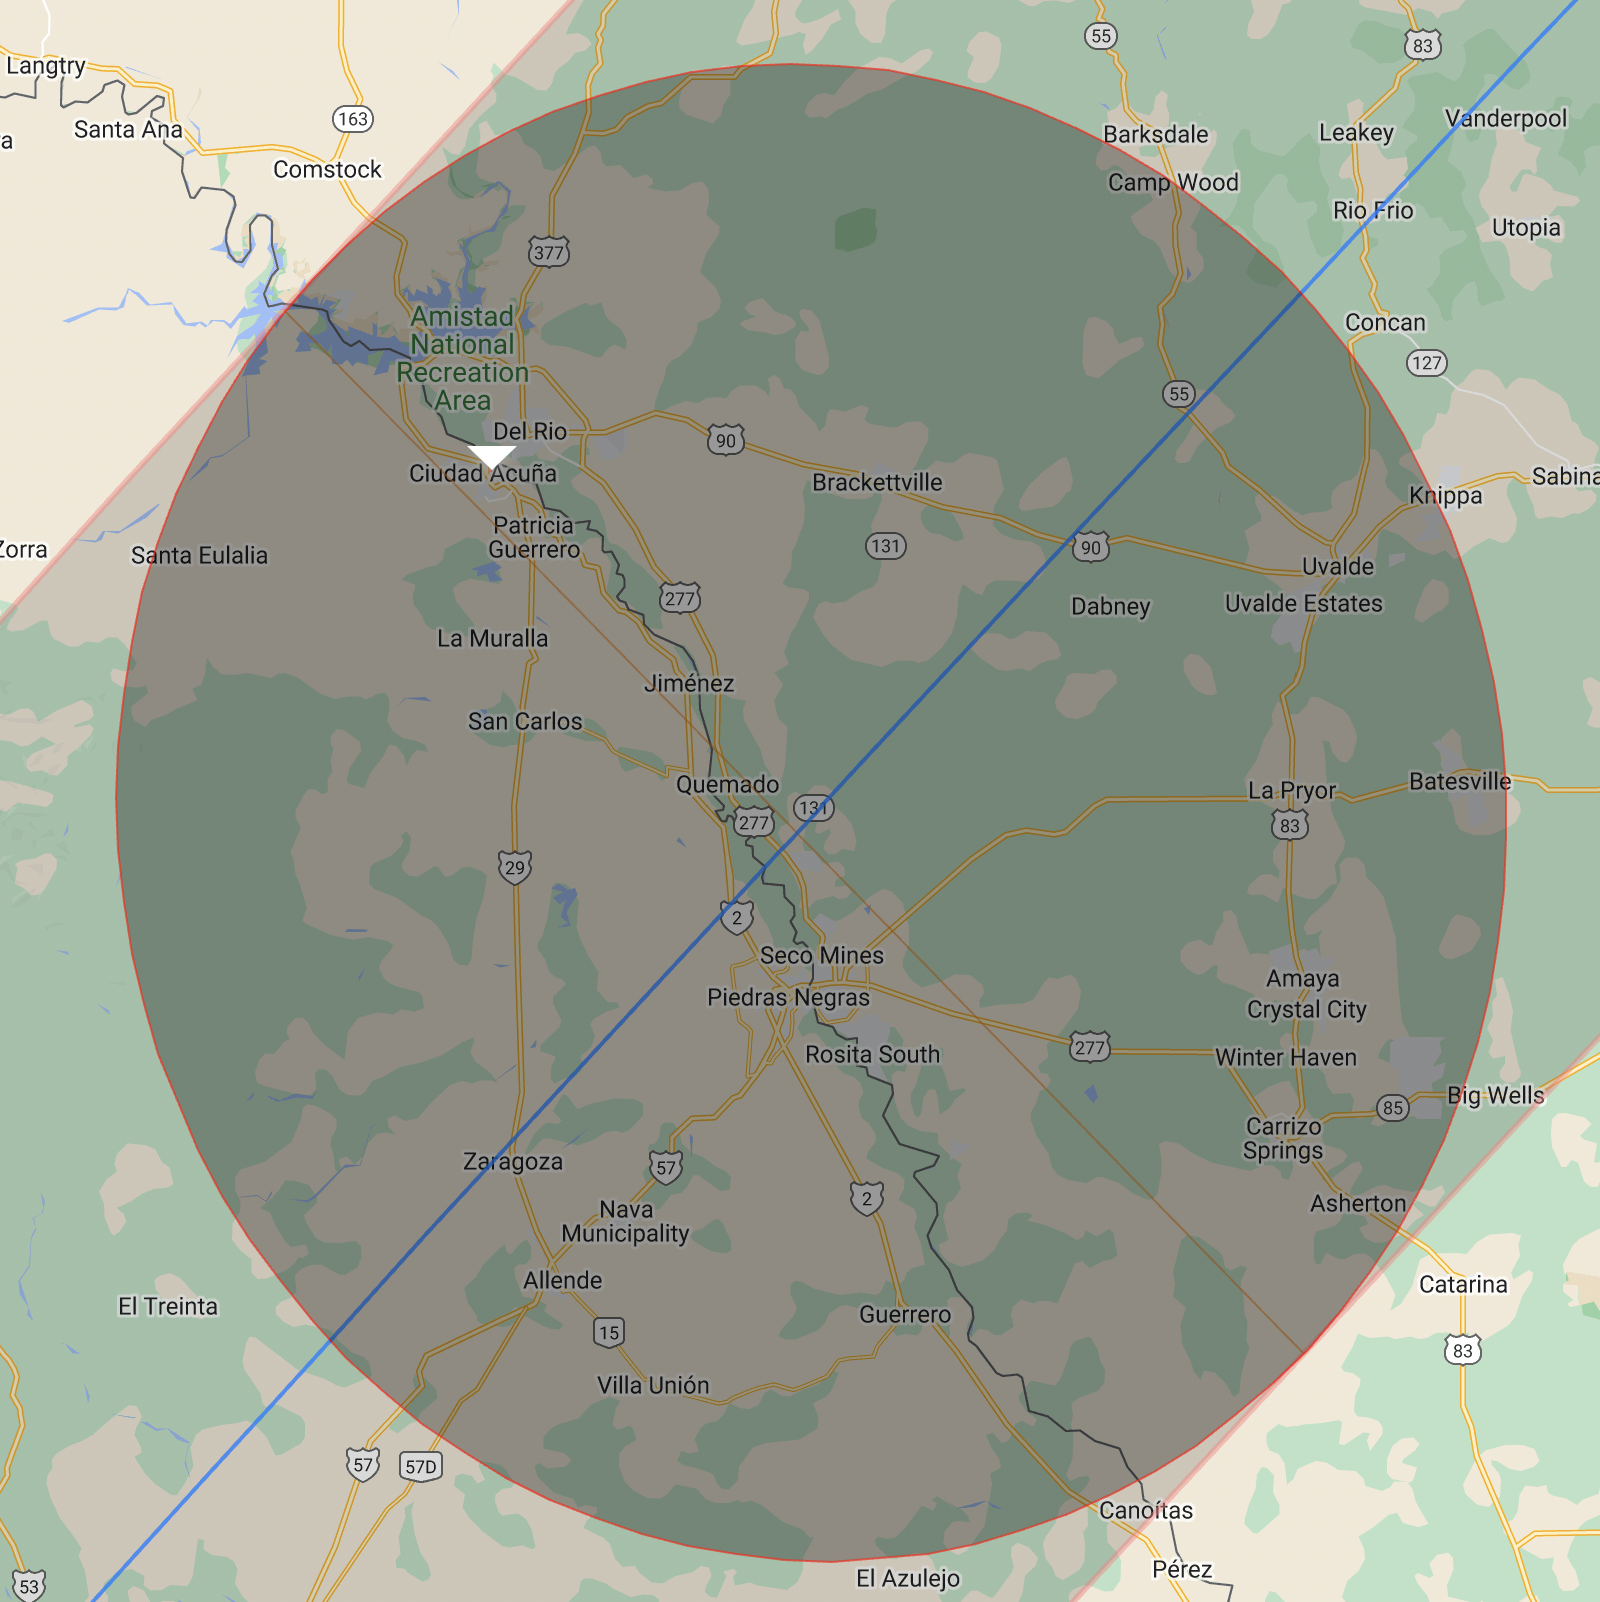 55
83
Langtry
Vanderpool
163
Santa Ana
Barksdale
Leakey
a
Comstock
Camp Wood
Rio Frio
Utopia
377
Amistad
National
Recreation
Area
Concan
127
55
Del Rio
90
Ciudad Acuña
Brackettville
Knippa
Sabina
Patricia
Guerrero
131
90
Zorra
Santa Eulalia
Uvalde
277
Dabney
Uvalde Estates
La Muralla
Jiménez
San Carlos
Quemado
La Pryor
Batesville
131
277
83
29
2
Seco Mines
Amaya
Piedras Negras
Crystal City
277
Rosita South
Winter Haven
Big Wells
85
Carrizo
Springs
Zaragoza
57
2
Asherton
Nava
Municipality
Allende
Catarina
El Treinta
Guerrero
15
83
Villa Unión
57
57D
Canoítas
Pérez
El Azulejo
53